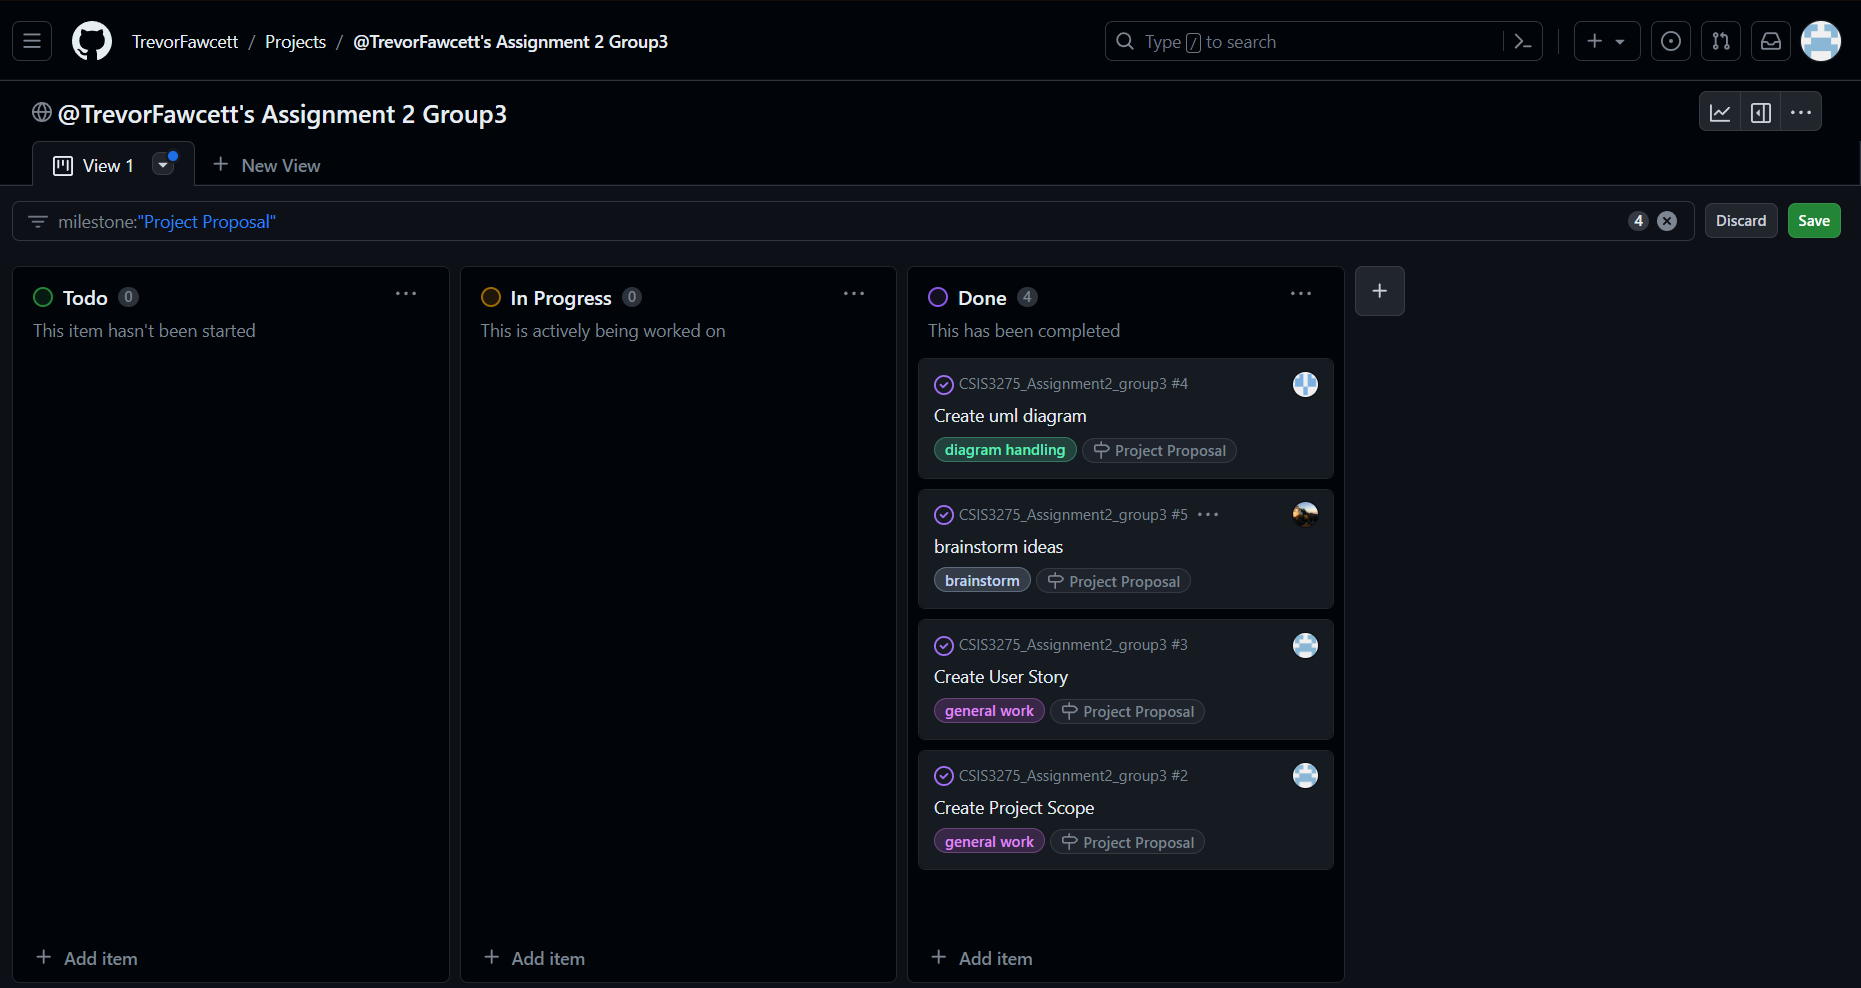 TrevorFawcett / Projects / @TrevorFawcett's Assignment 2 Group3
Type / to search
@TrevorFawcett's Assignment 2 Group3
View 1
New View
milestone:"Project Proposal"
4
Discard
Save
Todo 0
This item hasn't been started
Add item
In Progress 0
This is actively being worked on
Add item
Done 4
This has been completed
CSIS3275_Assignment2_group3 #4
Create uml diagram
diagram handling
Project Proposal
CSIS3275_Assignment2_group3 #5
brainstorm ideas
brainstorm
Project Proposal
CSIS3275_Assignment2_group3 #3
Create User Story
general work
Project Proposal
CSIS3275_Assignment2_group3 #2
Create Project Scope
general work
Project Proposal
Add item